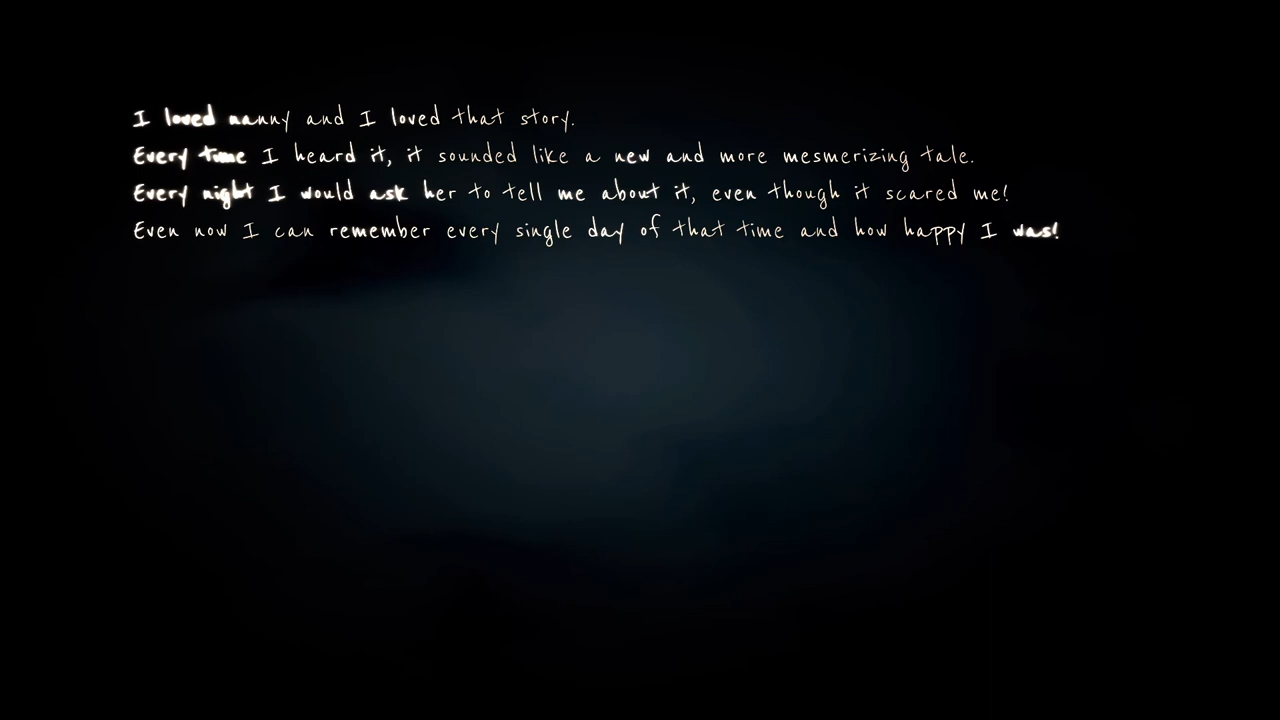 I loved nanny and I loved that story.
Every time I heard it, it sounded like a new and more mesmerizing tale.
Every night I would ask her to tell me about it, even though it scared me!
Even now I can remember every single day of that time and how happy I was!